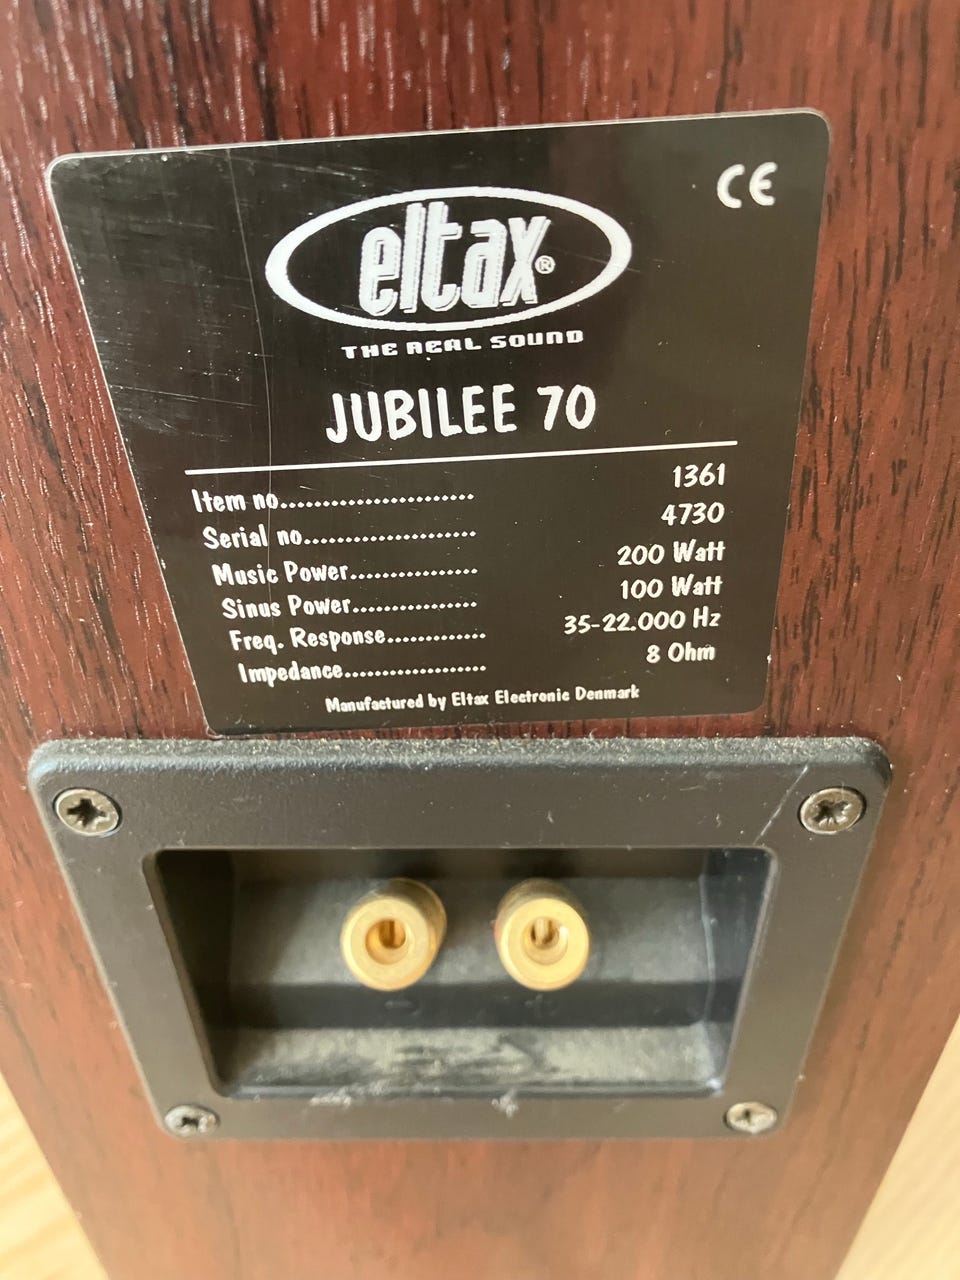 CE
eltax®
THE REAL SOUND
JUBILEE 70
Item no........................ 1361
Serial no..................... 4730
Music Power................ 200 Watt
Sinus Power............... 100 Watt
Freq. Response............ 35-22.000 Hz
Impedance.................. 8 Ohm
Manufactured by Eltax Electronic Denmark